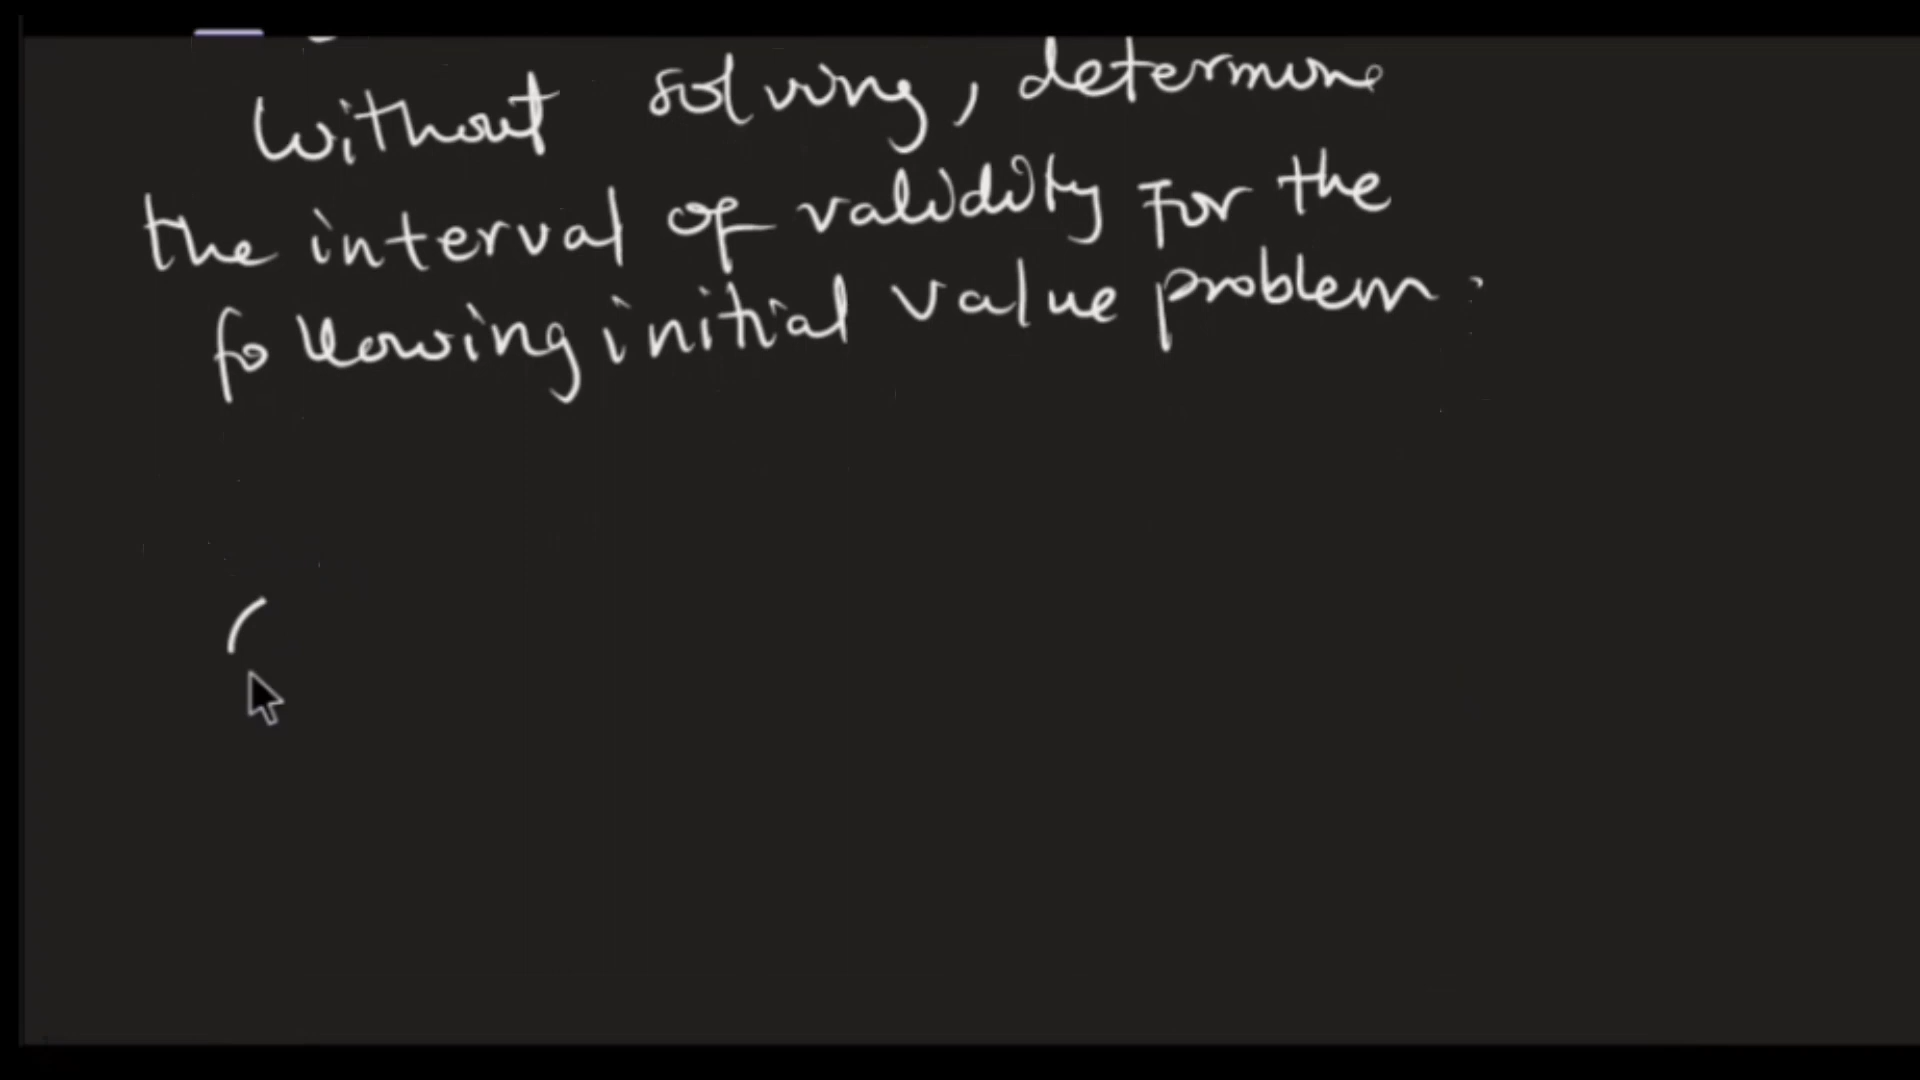 Without solving, determine
the interval of validity for the
following initial value problem.
(